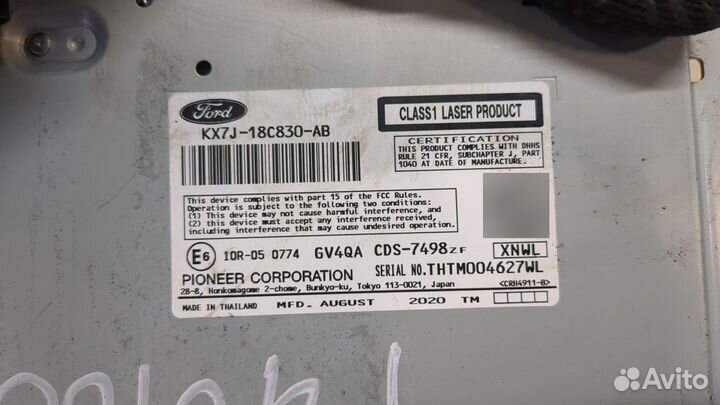 Ford
KX7J-18C830-AB
CLASS1 LASER PRODUCT
CERTIFICATION
THIS PRODUCT COMPLIES WITH DHHS
RULE 21 CFR, SUBCHAPTER J, PART
1040 AT DATE OF MANUFACTURE.
This device complies with part 15 of the FCC Rules.
Operation is subject to the following two conditions:
(1) This device may not cause harmful interference, and
(2) this device must accept any interference received,
including interference that may cause undesired operation.
E6 10R-05 0774 GV4QA CDS-7498ZF XNWL
PIONEER CORPORATION SERIAL NO.THTM004627WL
28-8, Honkomagome 2-chome, Bunkyo-ku, Tokyo 113-0021, Japan <CRH4911-B>
MADE IN THAILAND MFD. AUGUST 2020 TM
Avito